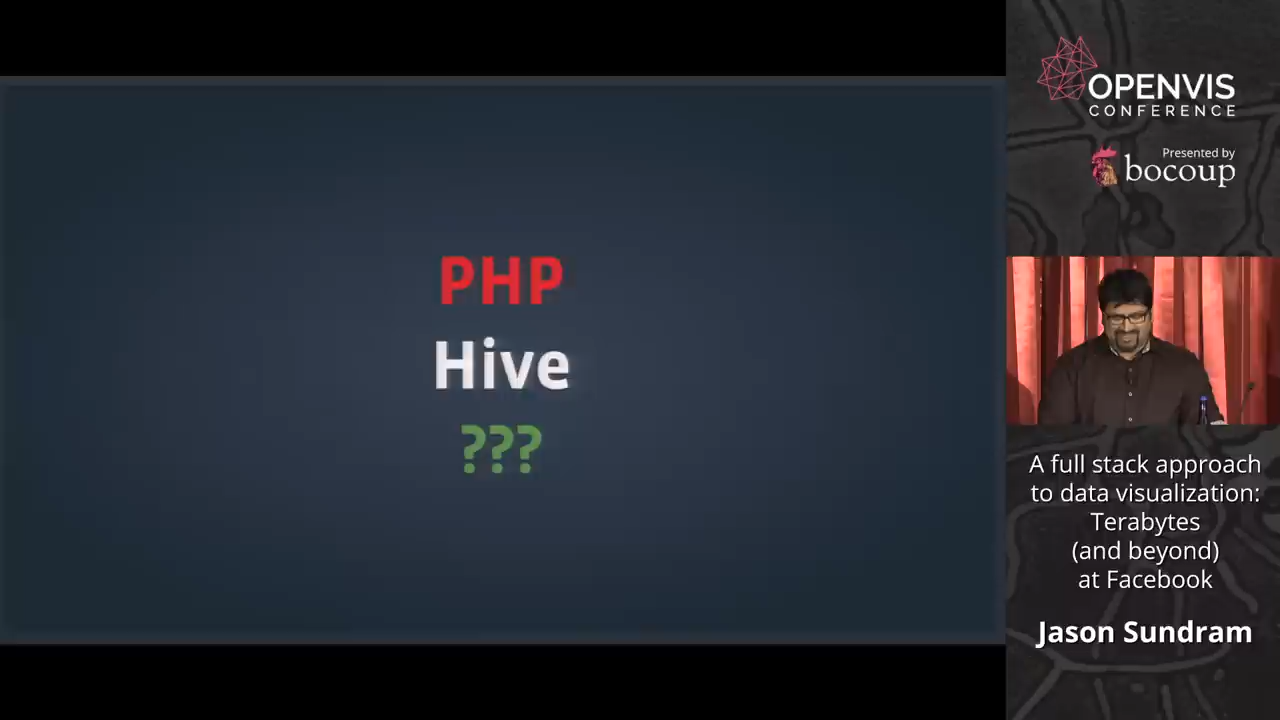 PHP
Hive
???
OPENVIS
CONFERENCE
Presented by
bocoup
A full stack approach
to data visualization:
Terabytes
(and beyond)
at Facebook
Jason Sundram